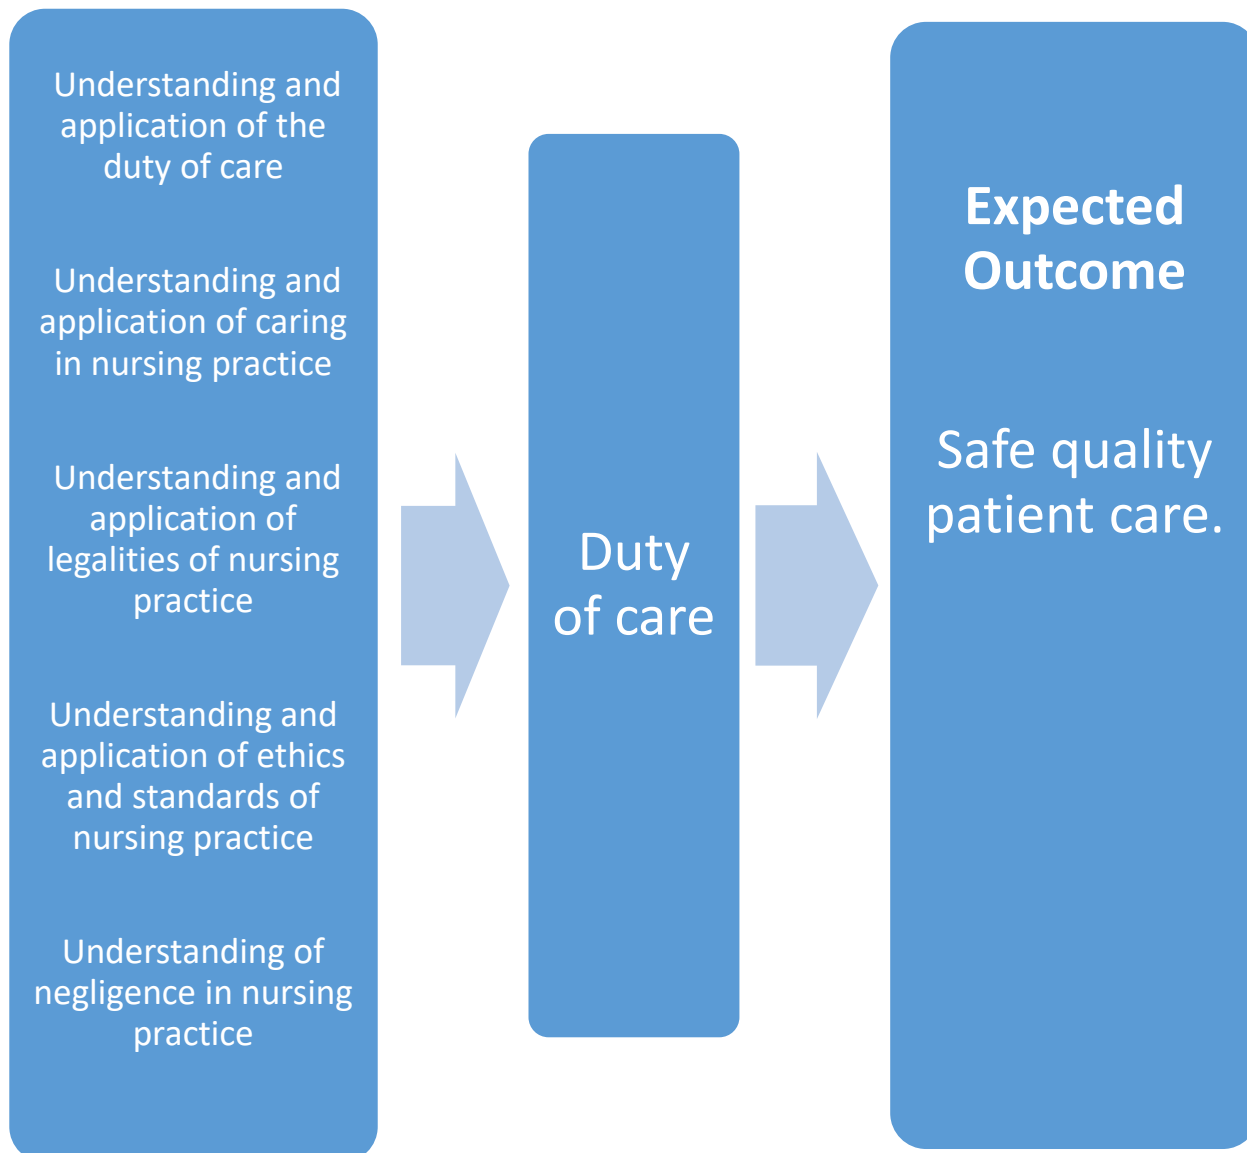 Understanding and
application of the
duty of care
Understanding and
application of caring
in nursing practice
Understanding and
application of
legalities of nursing
practice
Understanding and
application of ethics
and standards of
nursing practice
Understanding of
negligence in nursing
practice
Duty
of care
Expected
Outcome
Safe quality
patient care.